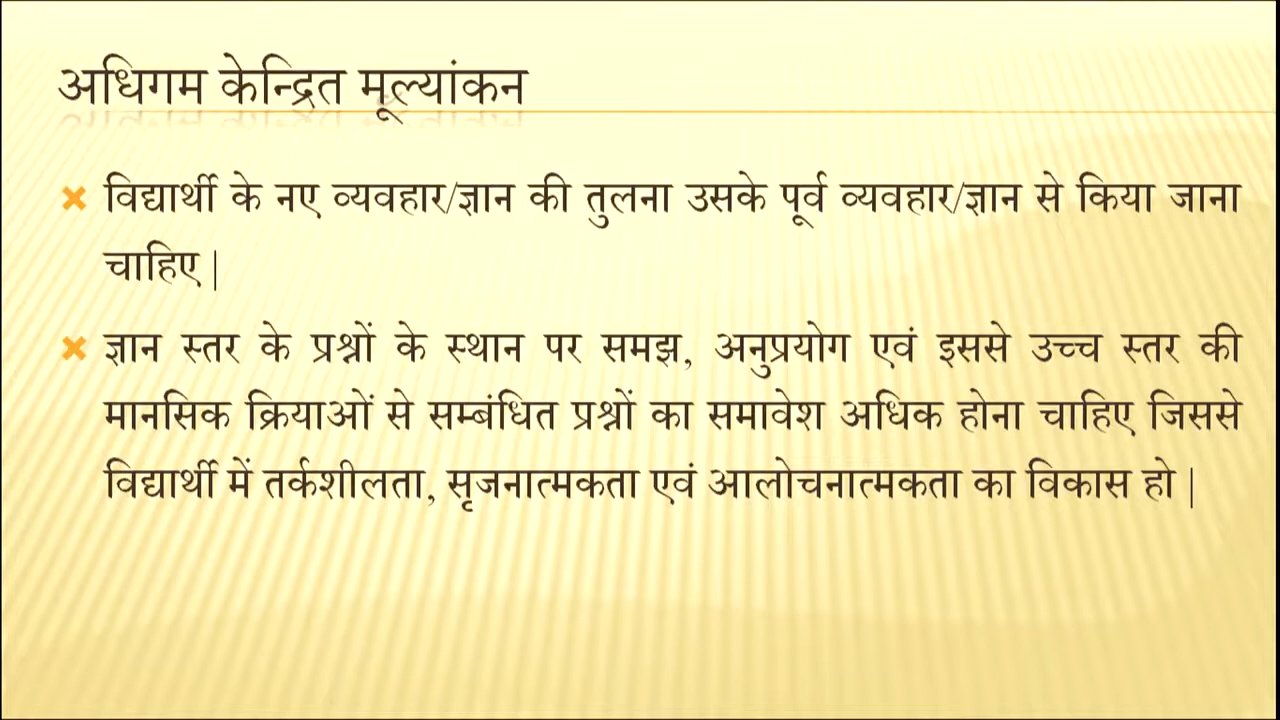 अधिगम केन्द्रित मूल्यांकन
विद्यार्थी के नए व्यवहार/ज्ञान की तुलना उसके पूर्व व्यवहार/ज्ञान से किया जाना
चाहिए |
ज्ञान स्तर के प्रश्नों के स्थान पर समझ, अनुप्रयोग एवं इससे उच्च स्तर की
मानसिक क्रियाओं से सम्बंधित प्रश्नों का समावेश अधिक होना चाहिए जिससे
विद्यार्थी में तर्कशीलता, सृजनात्मकता एवं आलोचनात्मकता का विकास हो |